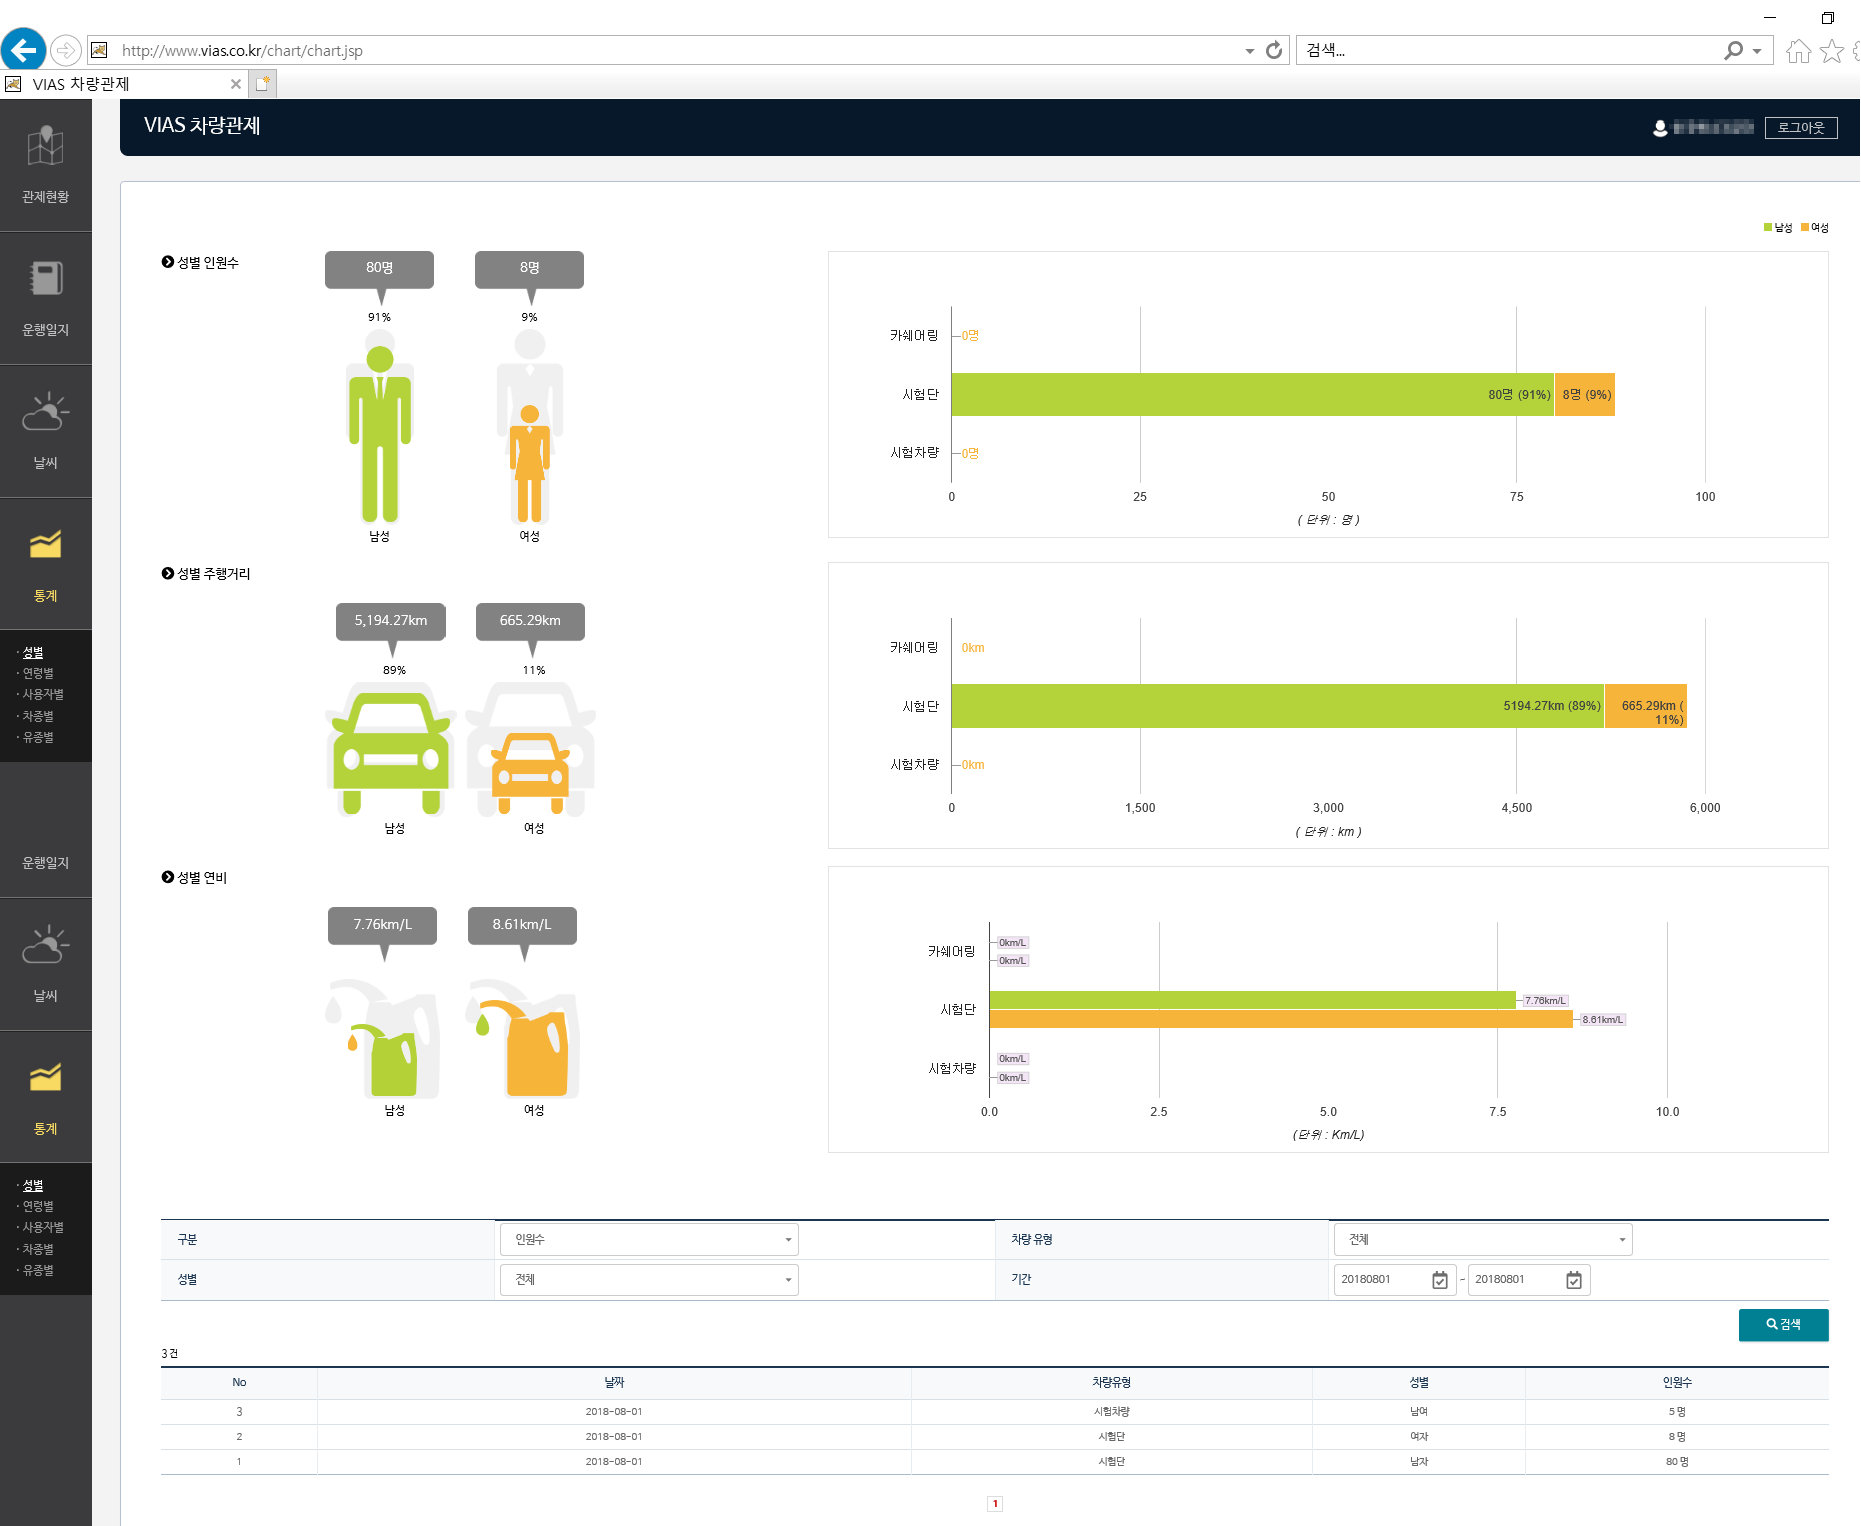 http://www.vias.co.kr/chart/chart.jsp
검색...
VIAS 차량관제
VIAS 차량관제
로그아웃
관제현황
운행일지
날씨
통계
· 성별
· 연령별
· 사용자별
· 차종별
· 유종별
운행일지
날씨
통계
· 성별
· 연령별
· 사용자별
· 차종별
· 유종별
남성 여성
성별 인원수
80명 8명
91% 9%
남성 여성
카쉐어링 0명
시험단 80명 (91%) 8명 (9%)
시험차량 0명
0 25 50 75 100
( 단위 : 명 )
성별 주행거리
5,194.27km 665.29km
89% 11%
남성 여성
카쉐어링 0km
시험단 5194.27km (89%) 665.29km (
11%)
시험차량 0km
0 1,500 3,000 4,500 6,000
( 단위 : km )
성별 연비
7.76km/L 8.61km/L
남성 여성
카쉐어링 0km/L
0km/L
시험단 7.76km/L
8.61km/L
시험차량 0km/L
0km/L
0.0 2.5 5.0 7.5 10.0
(단위 : Km/L)
구분 인원수 차량 유형 전체
성별 전체 기간 20180801 ~ 20180801
검색
3 건
No 날짜 차량유형 성별 인원수
3 2018-08-01 시험차량 남여 5 명
2 2018-08-01 시험단 여자 8 명
1 2018-08-01 시험단 남자 80 명
1